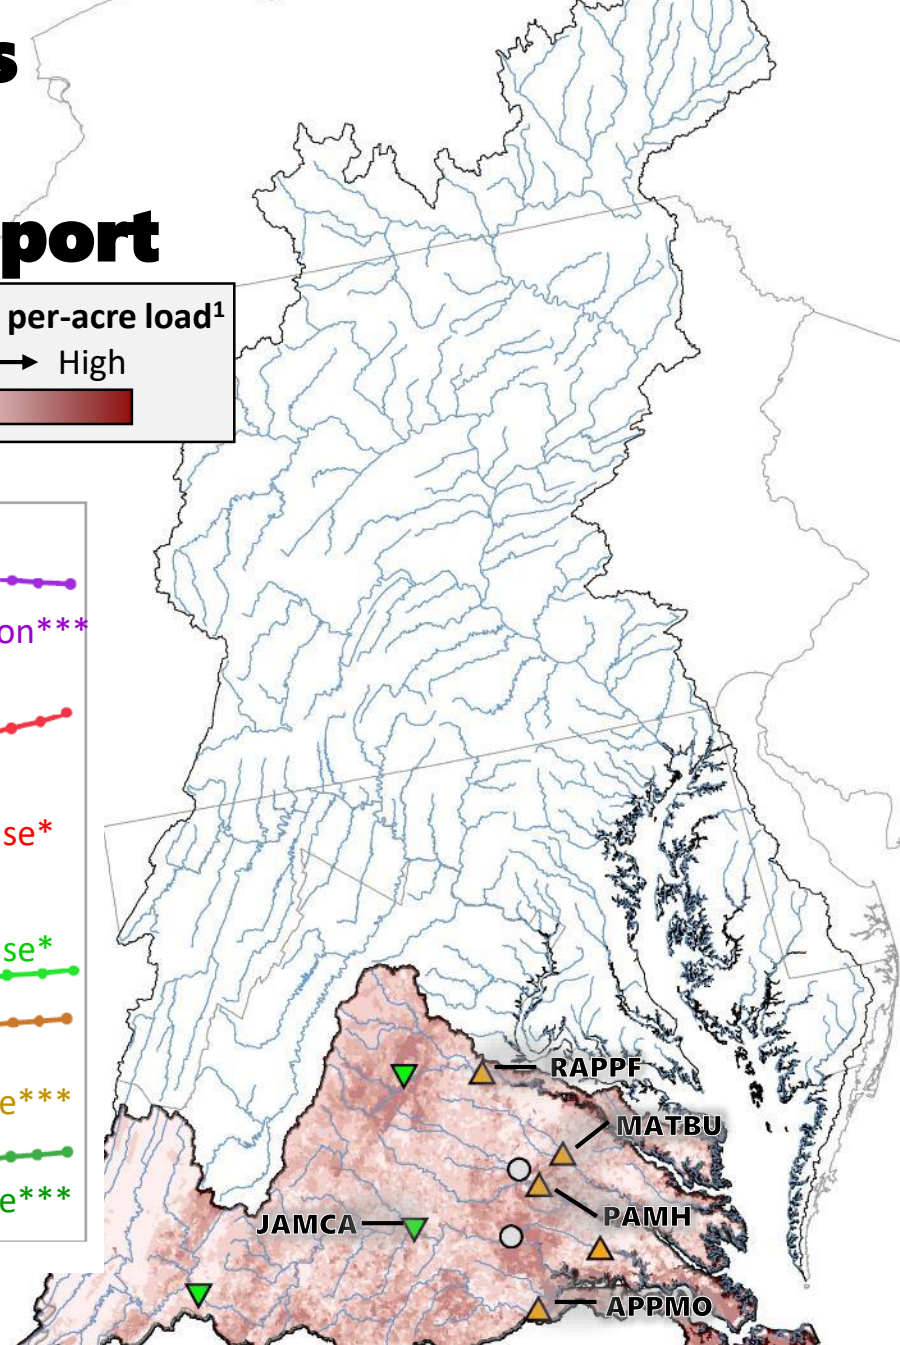 s
port
per-acre load¹
High
on***
se*
se*
e***
e***
RAPPF
MATBU
PAMH
JAMCA
APPMO